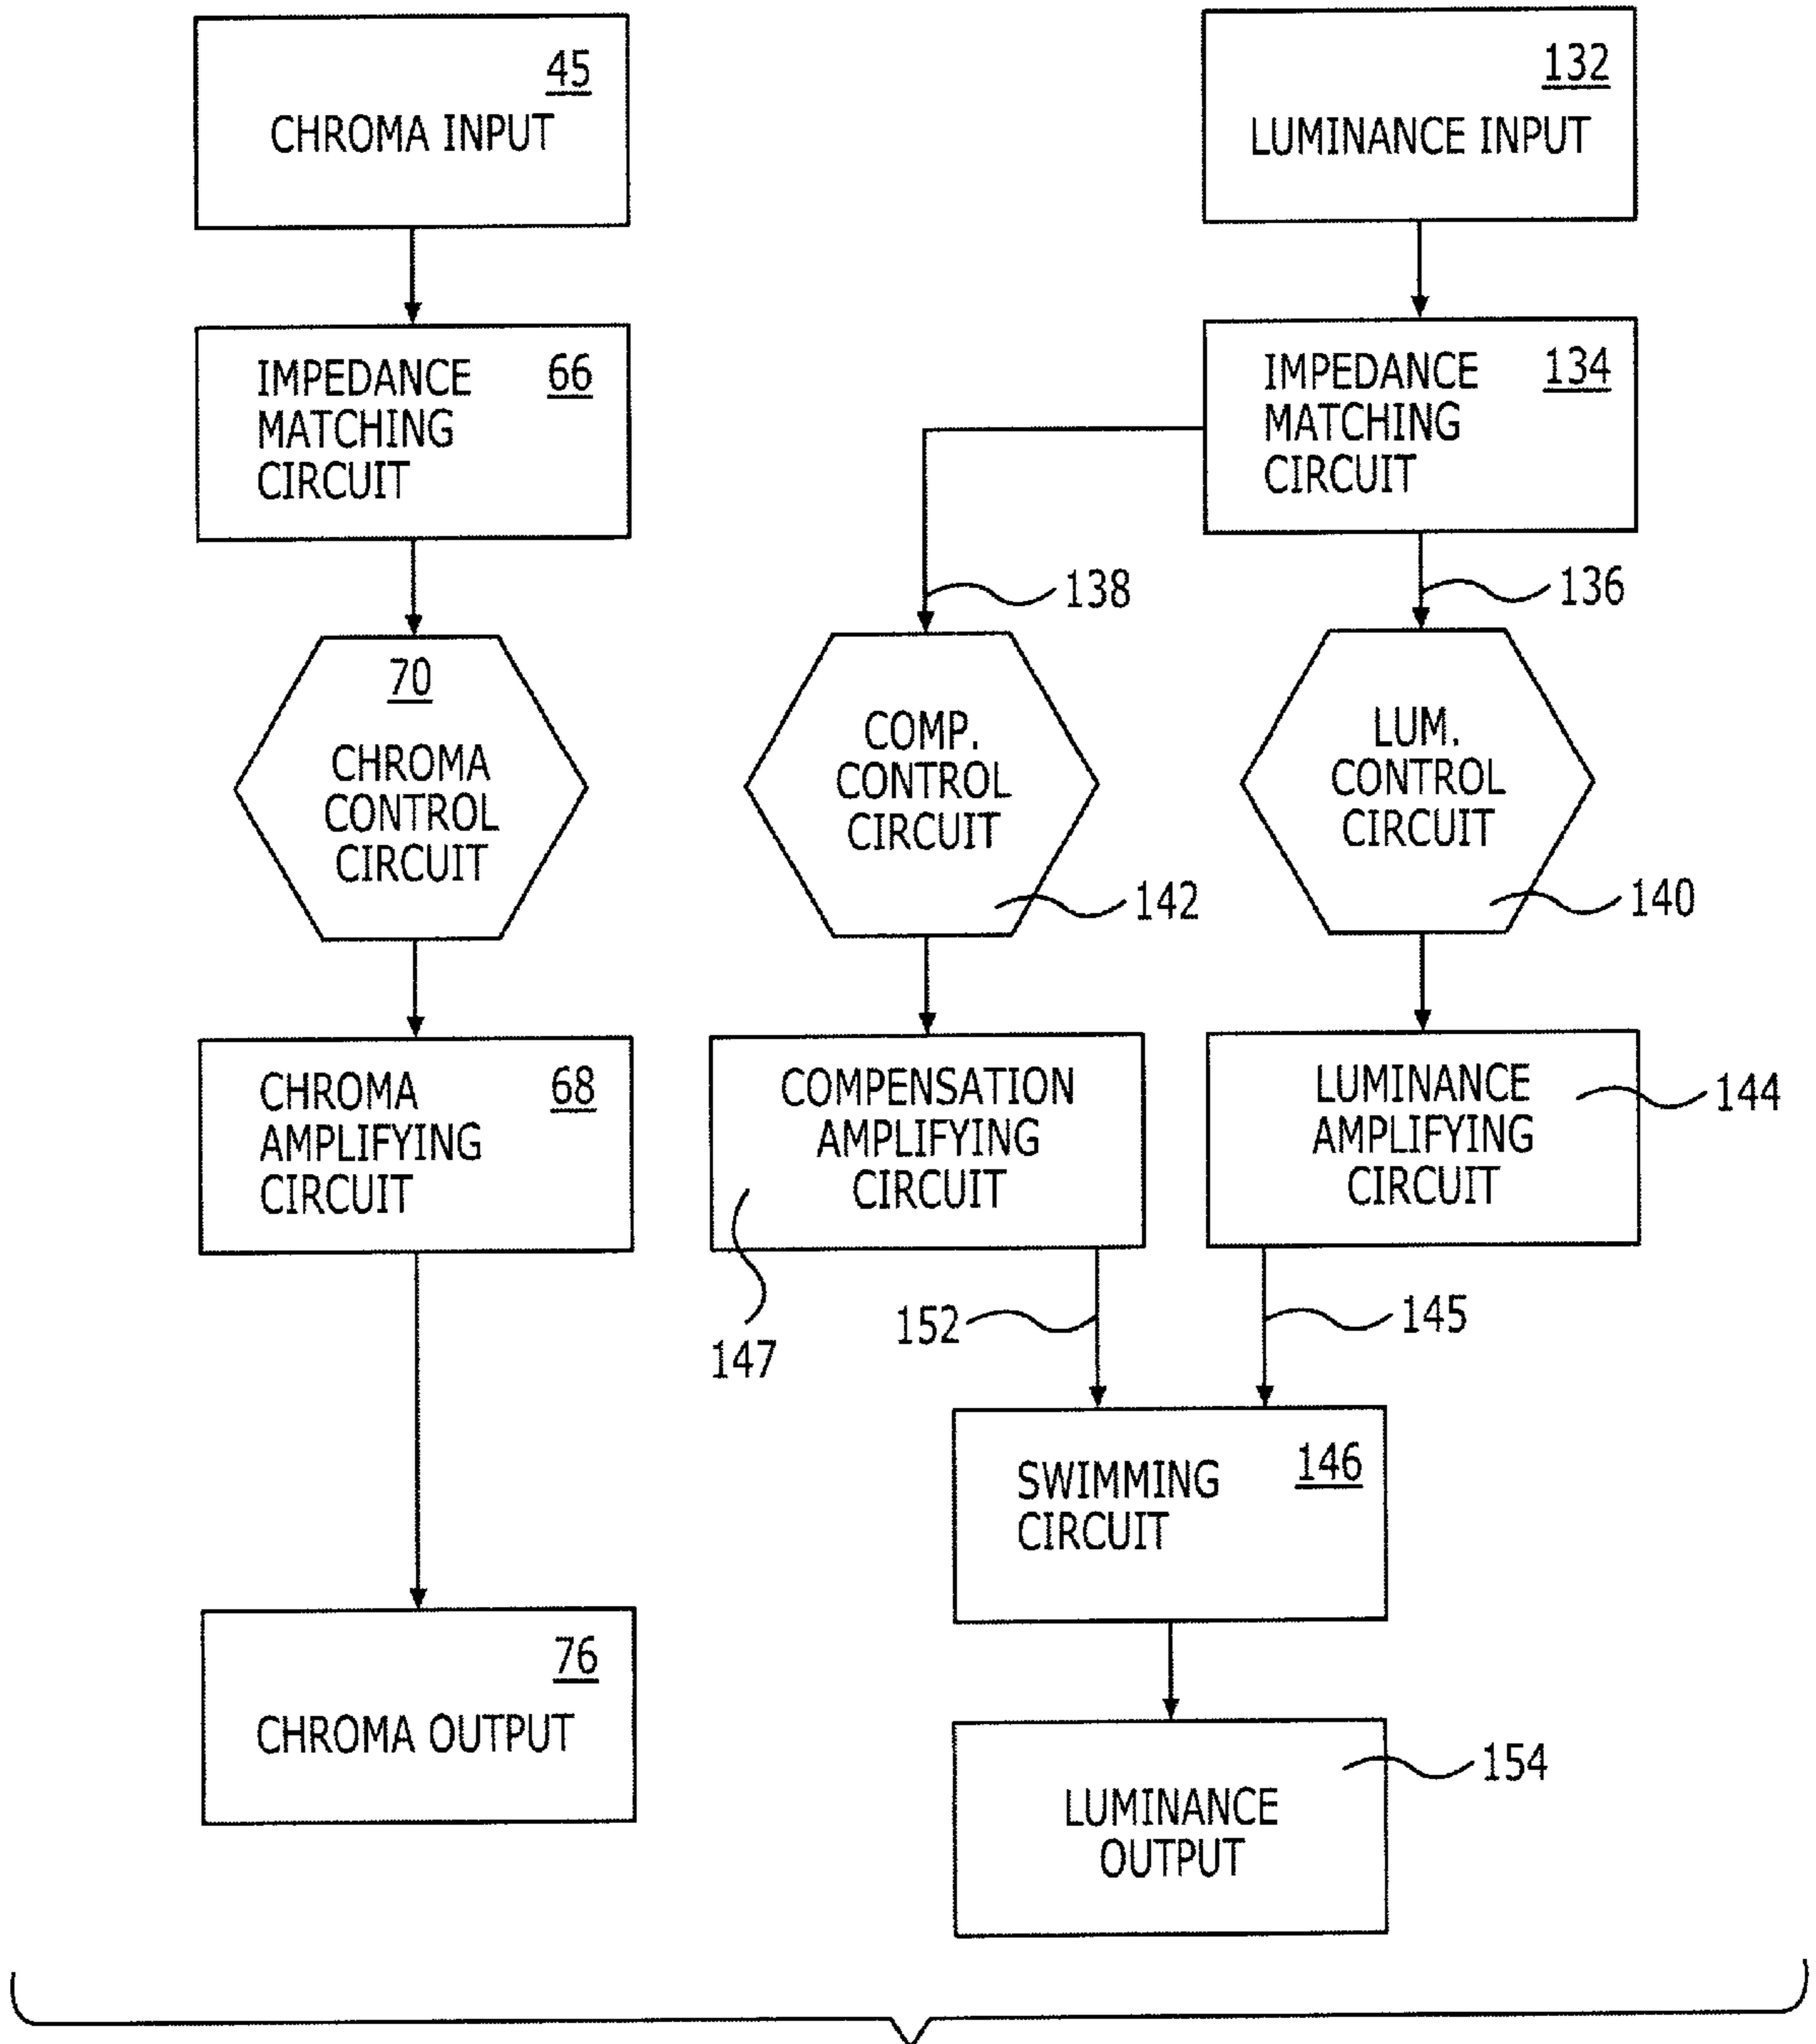 45
CHROMA INPUT
132
LUMINANCE INPUT
66
IMPEDANCE
MATCHING
CIRCUIT
134
IMPEDANCE
MATCHING
CIRCUIT
138
136
70
CHROMA
CONTROL
CIRCUIT
COMP.
CONTROL
CIRCUIT
142
LUM.
CONTROL
CIRCUIT
140
68
CHROMA
AMPLIFYING
CIRCUIT
COMPENSATION
AMPLIFYING
CIRCUIT
147
LUMINANCE
AMPLIFYING
CIRCUIT
144
152
145
146
SWIMMING
CIRCUIT
76
CHROMA OUTPUT
154
LUMINANCE
OUTPUT